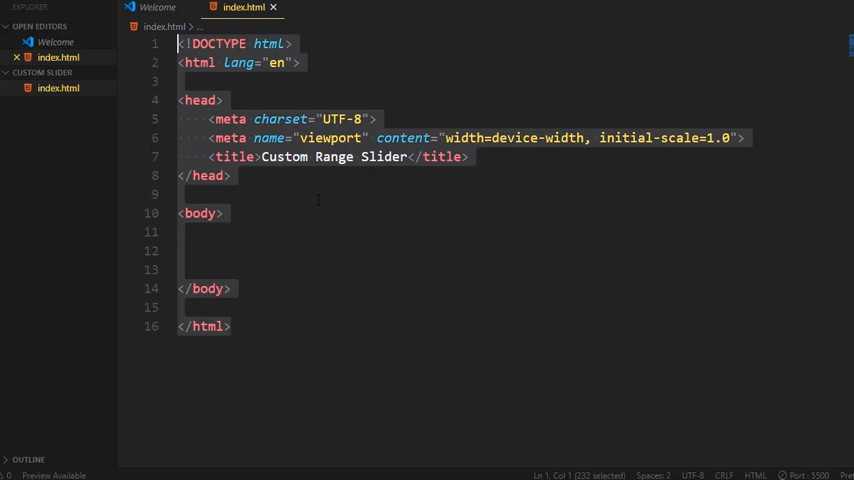 EXPLORER
Welcome
index.html
index.html > ...
OPEN EDITORS
Welcome
index.html
CUSTOM SLIDER
index.html
1 <!DOCTYPE html>
2 <html lang="en">
3
4 <head>
5 <meta charset="UTF-8">
6 <meta name="viewport" content="width=device-width, initial-scale=1.0">
7 <title>Custom Range Slider</title>
8 </head>
9
10 <body>
11
12
13
14 </body>
15
16 </html>
OUTLINE
0 Preview Available
Ln 1, Col 1 (232 selected) Spaces: 2 UTF-8 CRLF HTML Port : 5500